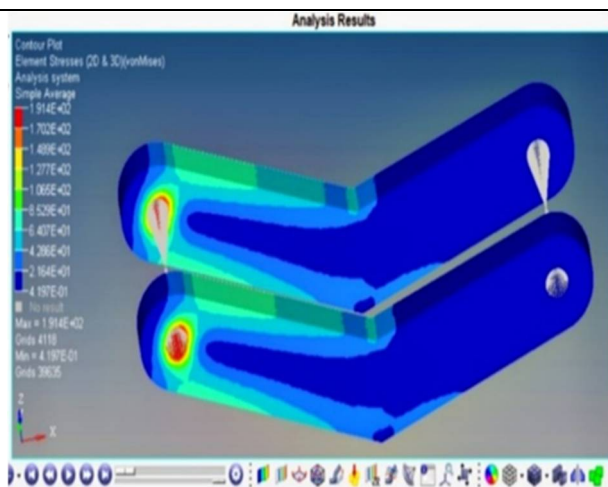 Analysis Results
Contour Plot
Element Stresses (2D & 3D)(vonMises)
Analysis system
Simple Average
1.914E+02
1.702E+02
1.489E+02
1.277E+02
1.065E+02
8.529E+01
6.407E+01
4.286E+01
2.164E+01
4.197E-01
No result
Max = 1.914E+02
Grids 4118
Min = 4.197E-01
Grids 39635
Z
X